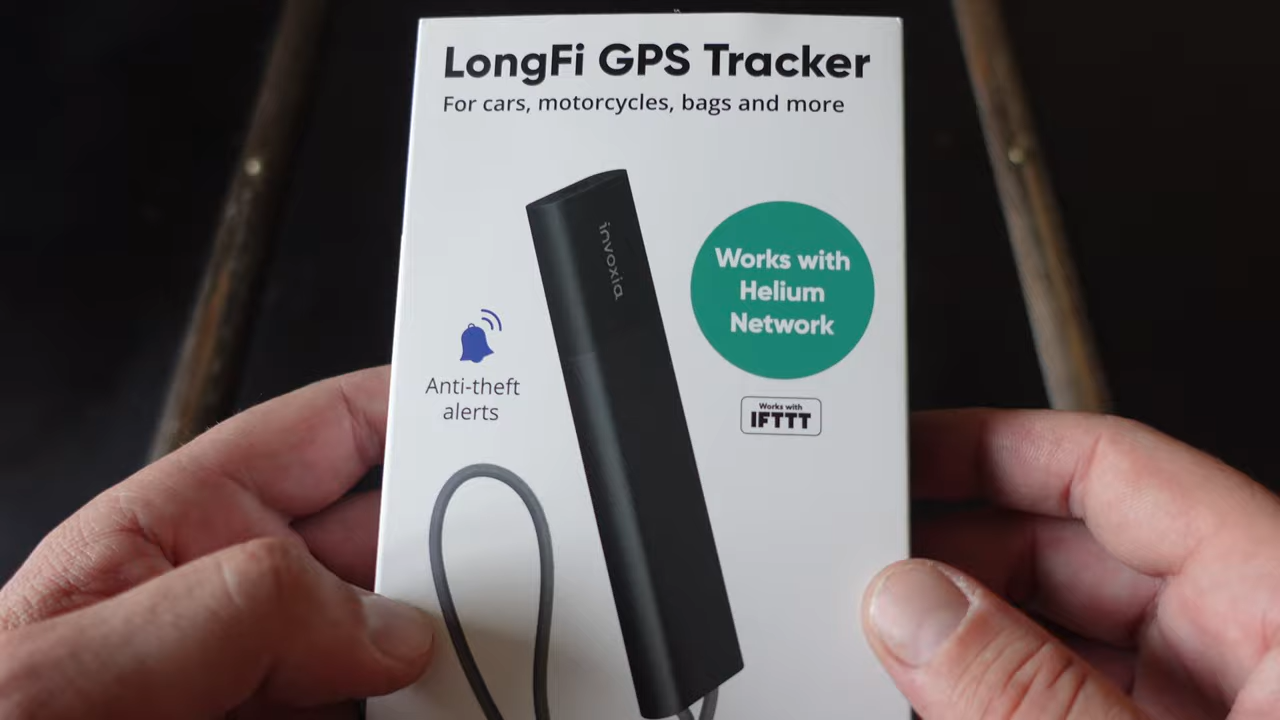 LongFi GPS Tracker
For cars, motorcycles, bags and more
invoxia
Works with
Helium
Network
Anti-theft
alerts
Works with
IFTTT